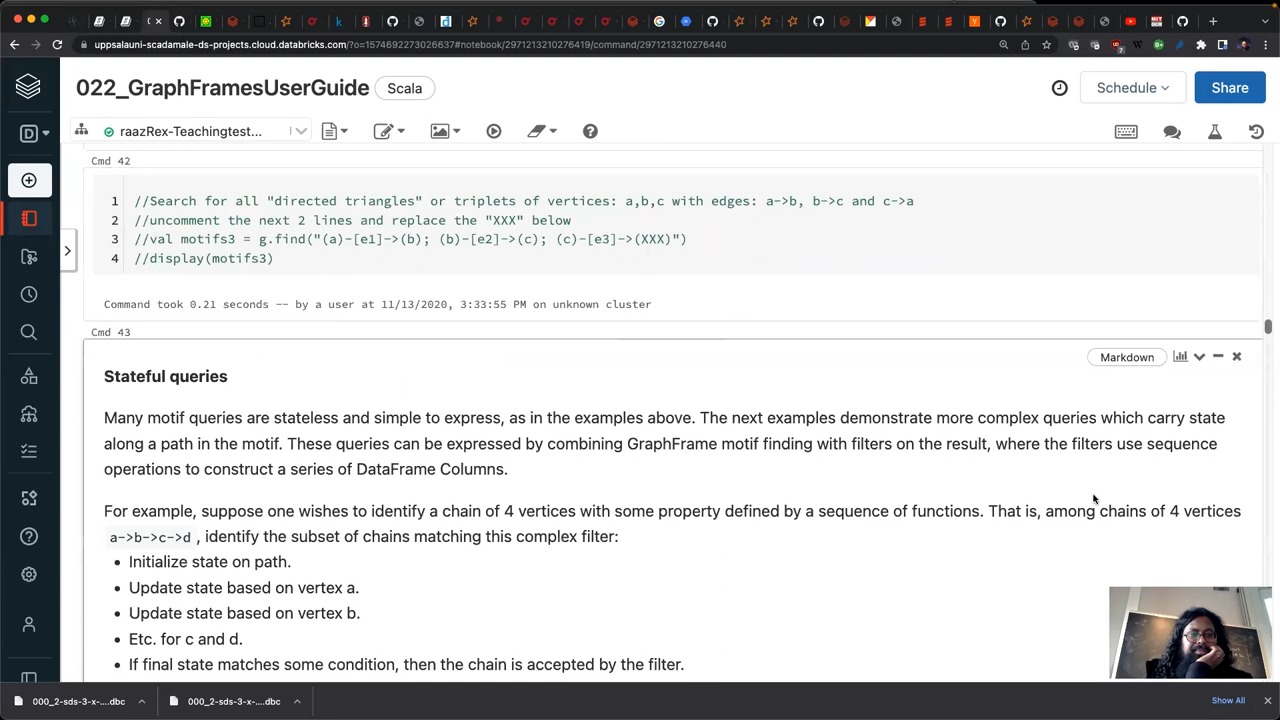 uppsalauni-scadamale-ds-projects.cloud.databricks.com/?o=1574692273026637#notebook/2971213210276419/command/2971213210276440
022_GraphFramesUserGuide
Scala
Schedule
Share
D
raazRex-Teachingtest...
Cmd 42
1 //Search for all "directed triangles" or triplets of vertices: a,b,c with edges: a->b, b->c and c->a
2 //uncomment the next 2 lines and replace the "XXX" below
3 //val motifs3 = g.find("(a)-[e1]->(b); (b)-[e2]->(c); (c)-[e3]->(XXX)")
4 //display(motifs3)
Command took 0.21 seconds -- by a user at 11/13/2020, 3:33:55 PM on unknown cluster
Cmd 43
Markdown
Stateful queries
Many motif queries are stateless and simple to express, as in the examples above. The next examples demonstrate more complex queries which carry state
along a path in the motif. These queries can be expressed by combining GraphFrame motif finding with filters on the result, where the filters use sequence
operations to construct a series of DataFrame Columns.
For example, suppose one wishes to identify a chain of 4 vertices with some property defined by a sequence of functions. That is, among chains of 4 vertices
a->b->c->d , identify the subset of chains matching this complex filter:
• Initialize state on path.
• Update state based on vertex a.
• Update state based on vertex b.
• Etc. for c and d.
• If final state matches some condition, then the chain is accepted by the filter.
000_2-sds-3-x-....dbc
000_2-sds-3-x-....dbc
Show All